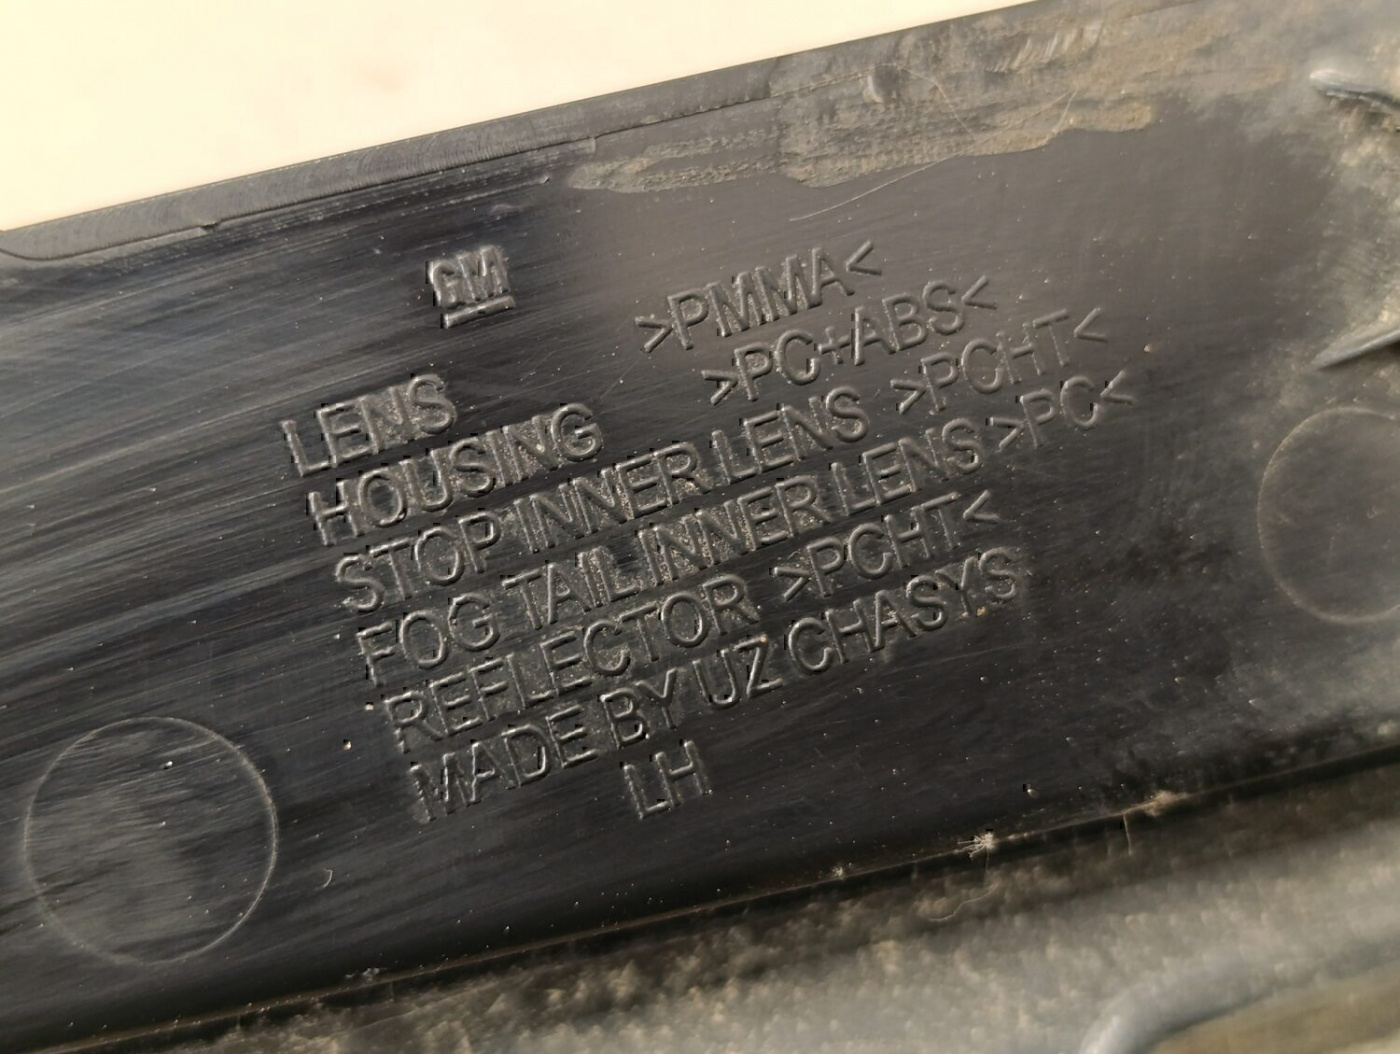 GM
LENS >PMMA<
HOUSING >PC+ABS<
STOP INNER LENS >PCHT<
FOG TAIL INNER LENS >PC<
REFLECTOR >PCHT<
MADE BY UZ CHASYS
LH